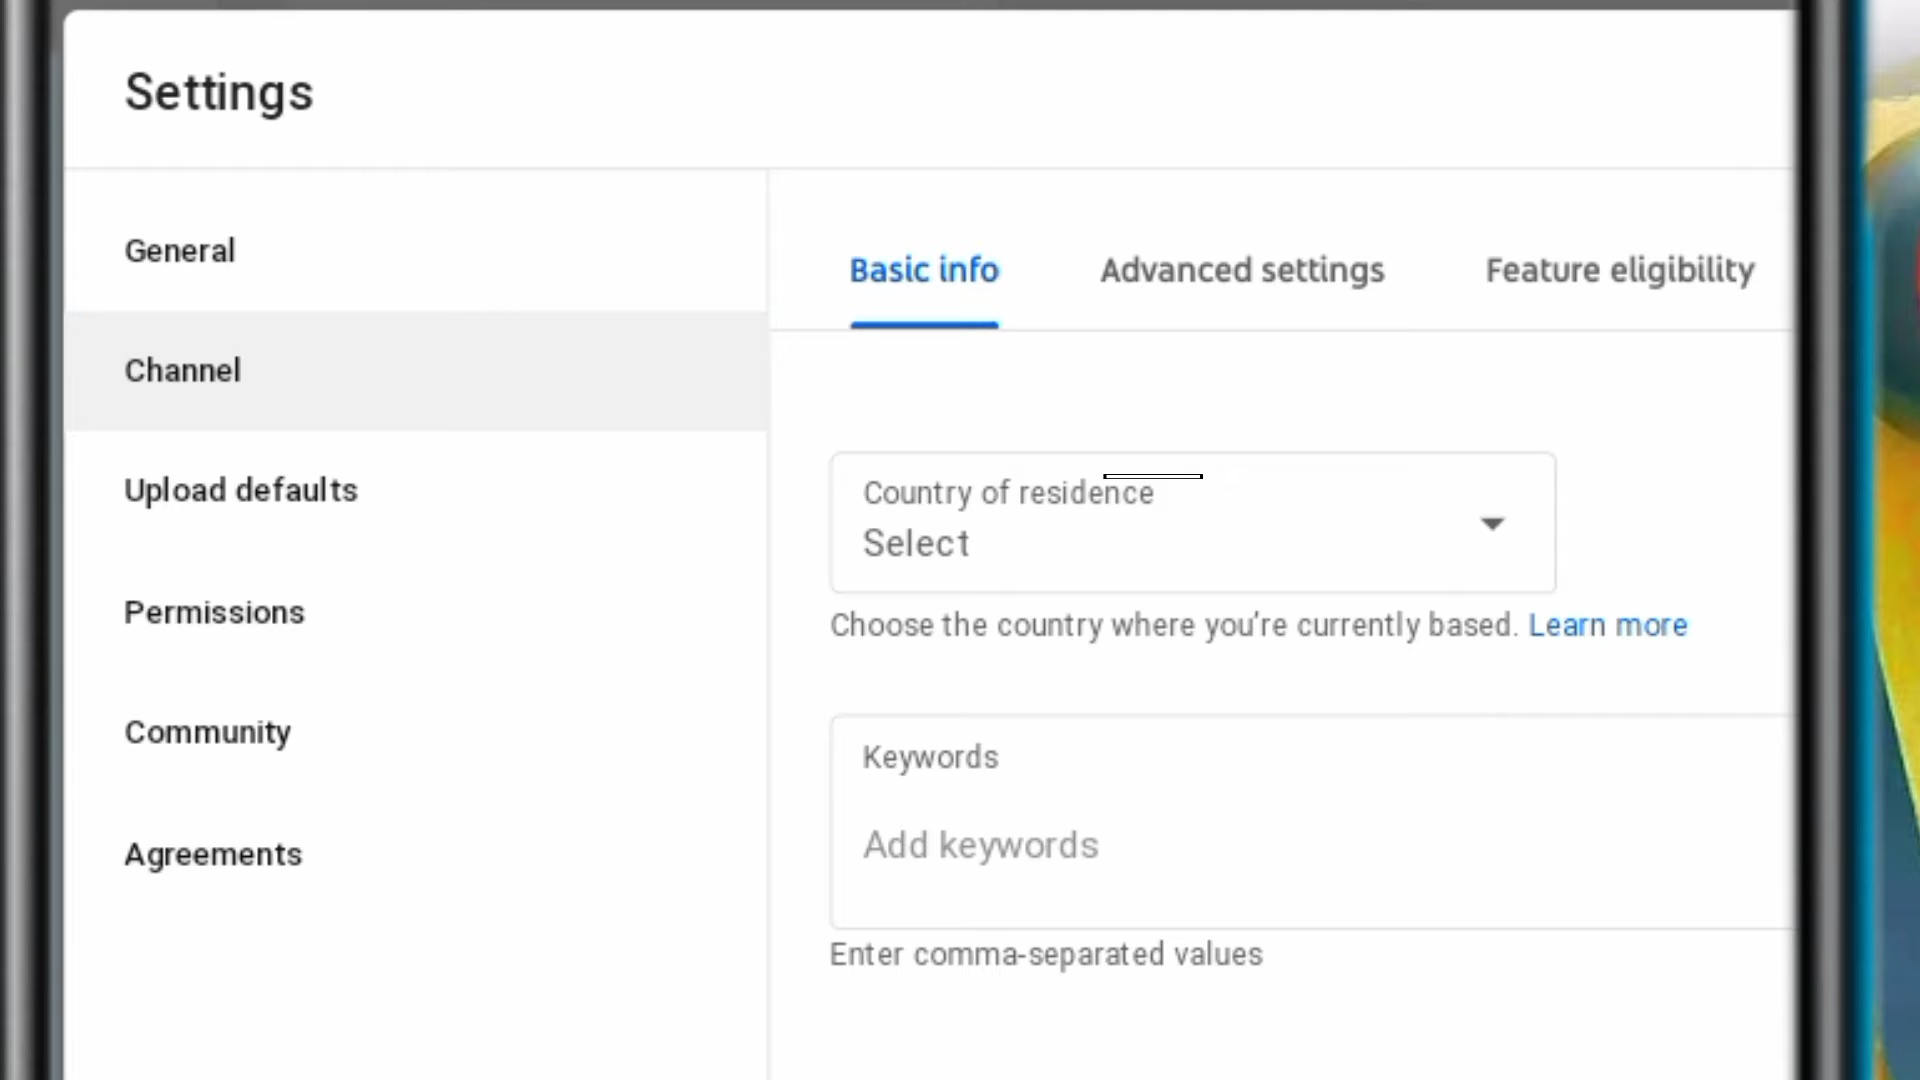 Settings
General
Channel
Upload defaults
Permissions
Community
Agreements
Basic info
Advanced settings
Feature eligibility
Country of residence
Select
Choose the country where you're currently based. Learn more
Keywords
Add keywords
Enter comma-separated values